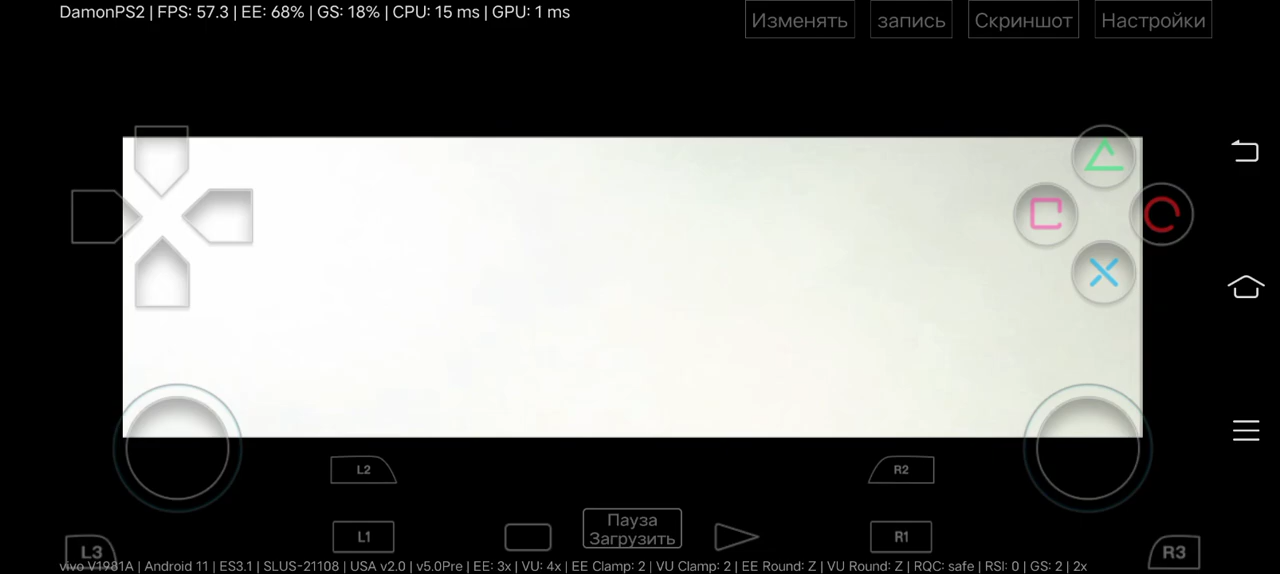 DamonPS2 | FPS: 57.3 | EE: 68% | GS: 18% | CPU: 15 ms | GPU: 1 ms
Изменять
запись
Скриншот
Настройки
L2
R2
L1
Пауза
Загрузить
R1
L3
R3
vivo V1981A | Android 11 | ES3.1 | SLUS-21108 | USA v2.0 | v5.0Pre | EE: 3x | VU: 4x | EE Clamp: 2 | VU Clamp: 2 | EE Round: Z | VU Round: Z | RQC: safe | RSI: 0 | GS: 2 | 2x